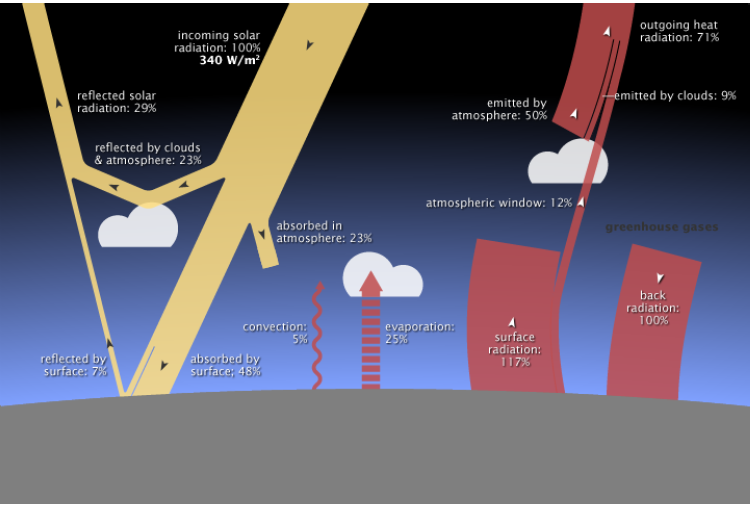 incoming solar
radiation: 100%
340 W/m²
outgoing heat
radiation: 71%
reflected solar
radiation: 29%
emitted by
atmosphere: 50%
emitted by clouds: 9%
reflected by clouds
& atmosphere: 23%
atmospheric window: 12%
absorbed in
atmosphere: 23%
greenhouse gases
convection:
5%
evaporation:
25%
surface
radiation:
117%
back
radiation:
100%
reflected by
surface: 7%
absorbed by
surface; 48%